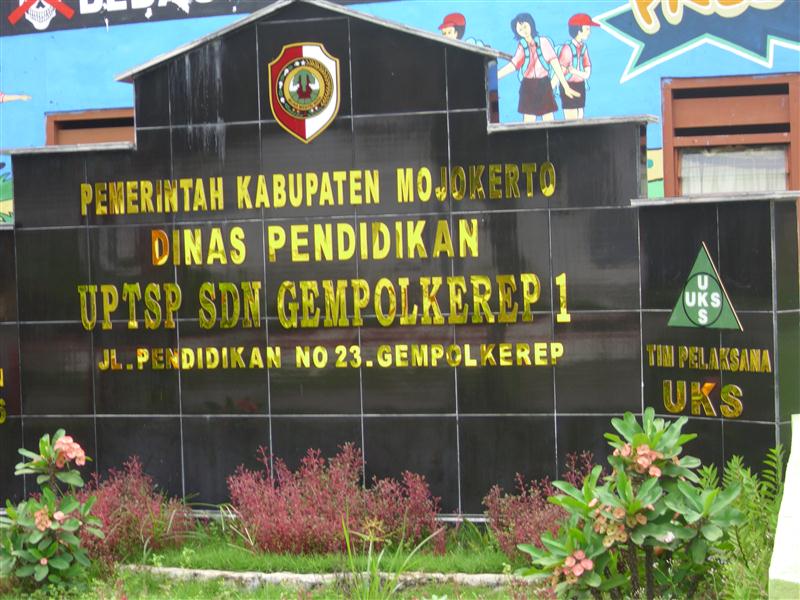 PEMERINTAH KABUPATEN MOJOKERTO
DINAS PENDIDIKAN
UPTSP SDN GEMPOLKEREP 1
JL.PENDIDIKAN NO 23.GEMPOLKEREP
U
UKS
S
TIM PELAKSANA
UKS